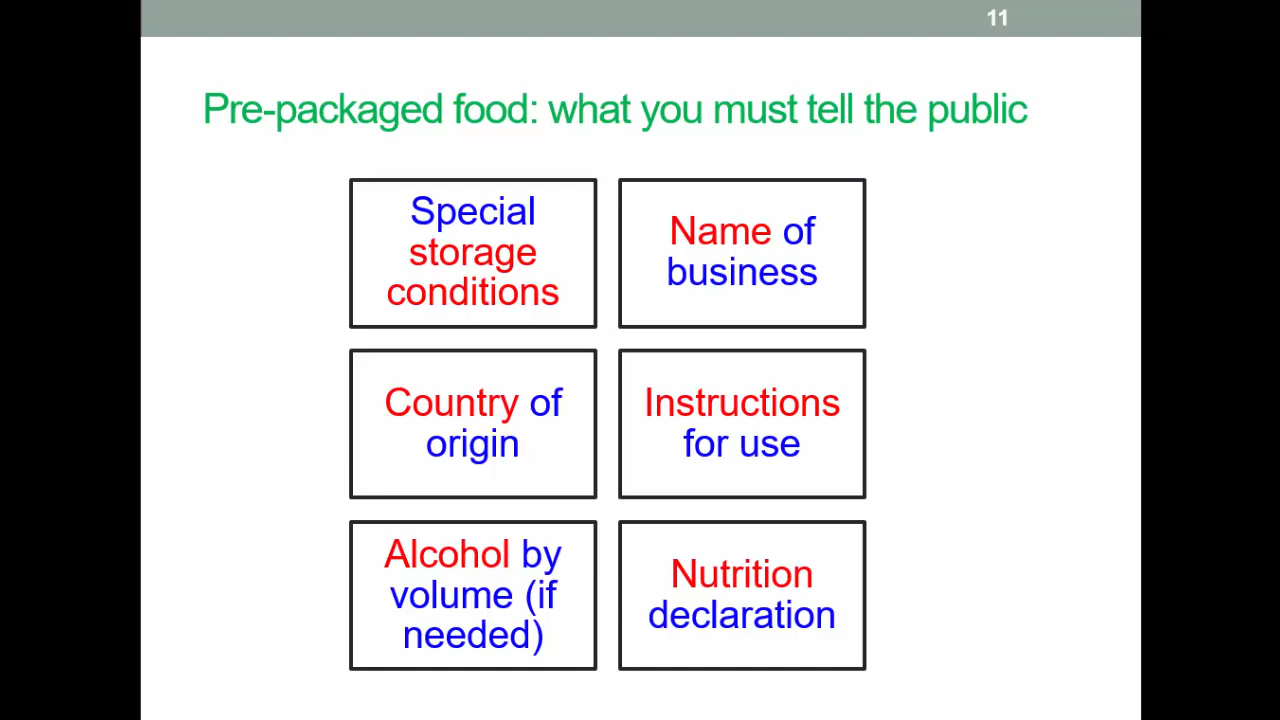 11
Pre-packaged food: what you must tell the public
Special
storage
conditions
Name of
business
Country of
origin
Instructions
for use
Alcohol by
volume (if
needed)
Nutrition
declaration